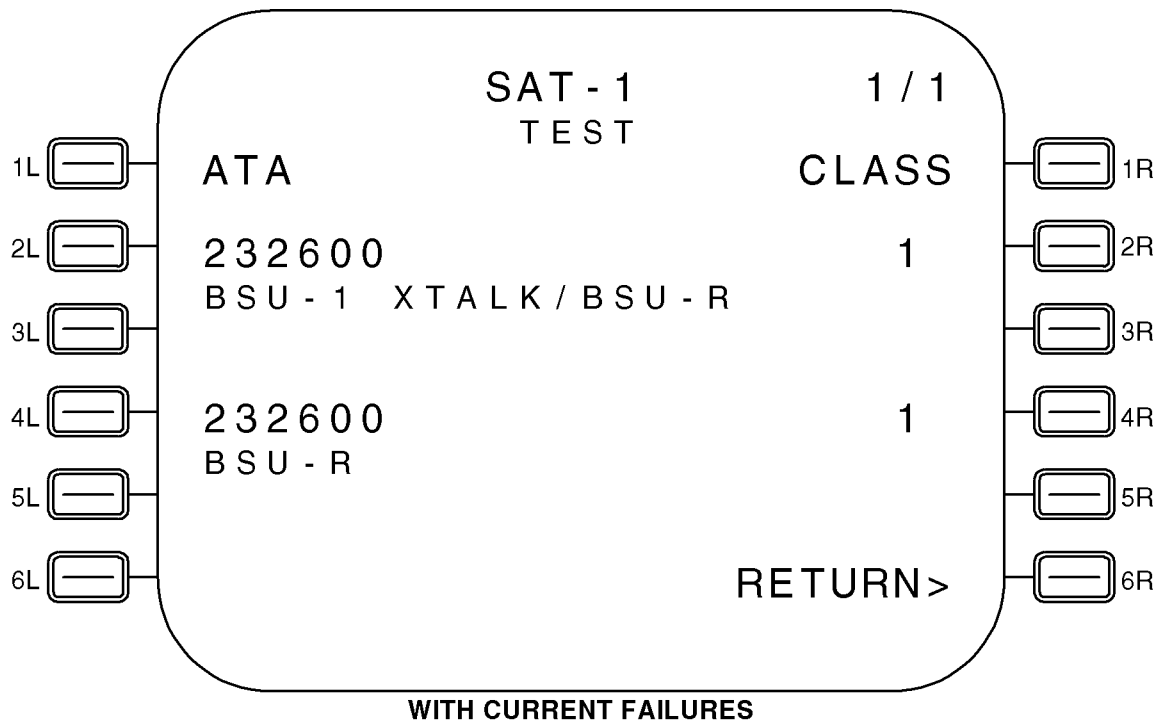 SAT-1 1/1
TEST
1L ATA CLASS 1R
2L 232600 1 2R
BSU-1 XTALK/BSU-R
3L 3R
4L 232600 1 4R
BSU-R
5L 5R
6L RETURN> 6R
WITH CURRENT FAILURES